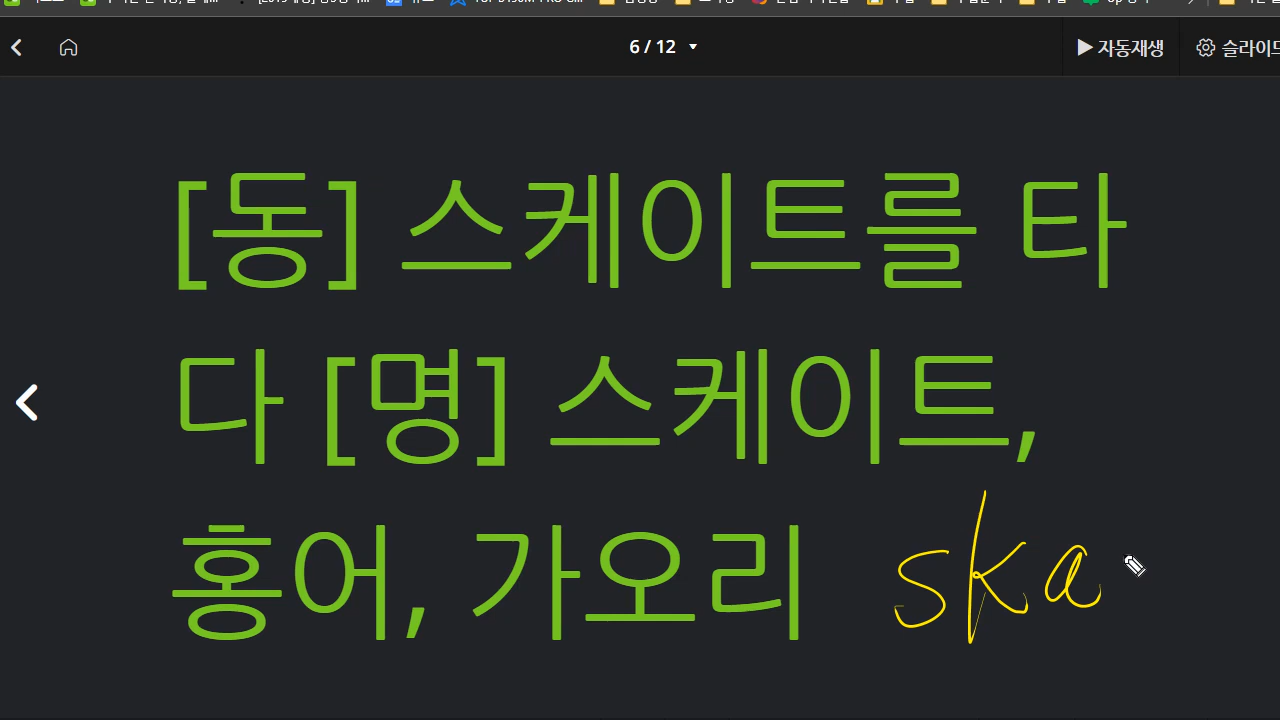 6 / 12
자동재생
[동] 스케이트를 타
다 [명] 스케이트,
홍어, 가오리
ska